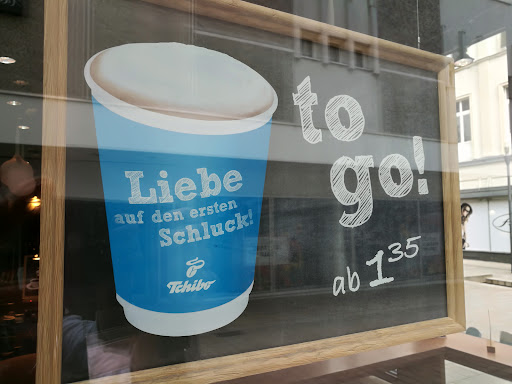 Liebe
auf den ersten
Schluck!
Tchibo
to
go!
ab 1 35